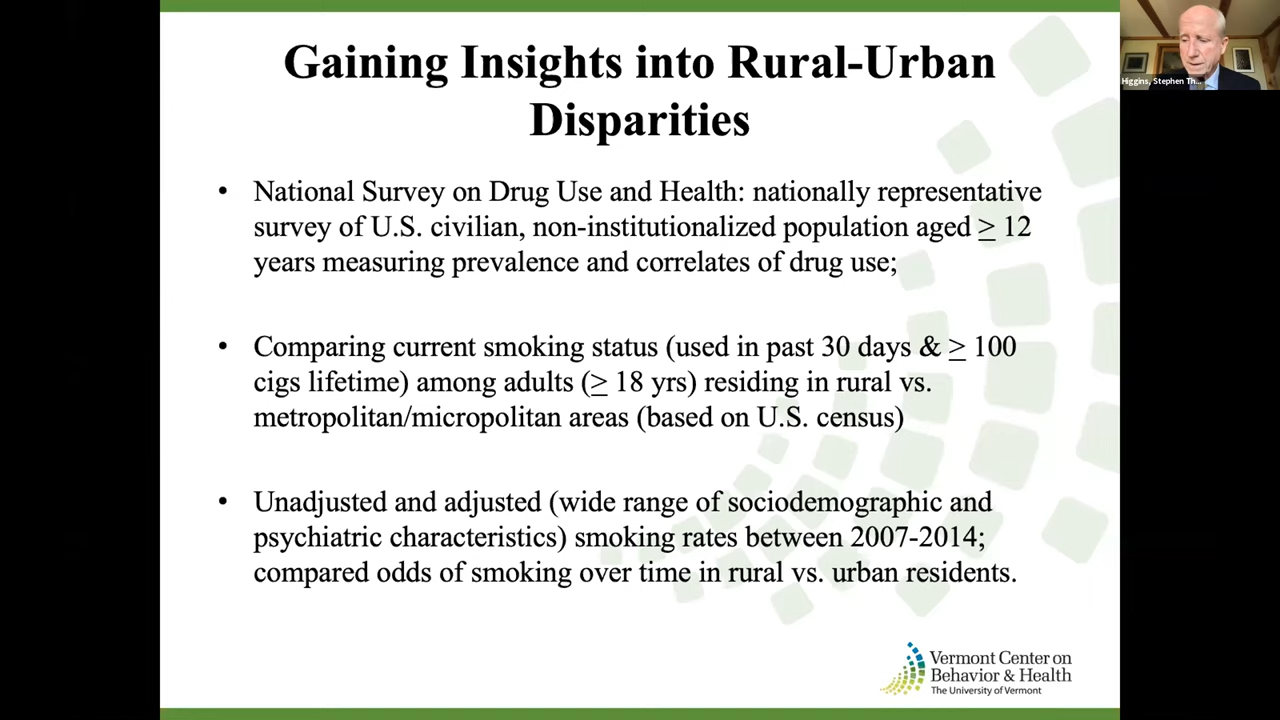 Gaining Insights into Rural-Urban
Disparities
• National Survey on Drug Use and Health: nationally representative
survey of U.S. civilian, non-institutionalized population aged ≥ 12
years measuring prevalence and correlates of drug use;
• Comparing current smoking status (used in past 30 days & ≥ 100
cigs lifetime) among adults (≥ 18 yrs) residing in rural vs.
metropolitan/micropolitan areas (based on U.S. census)
• Unadjusted and adjusted (wide range of sociodemographic and
psychiatric characteristics) smoking rates between 2007-2014;
compared odds of smoking over time in rural vs. urban residents.
Vermont Center on
Behavior & Health
The University of Vermont
Higgins, Stephen Th...